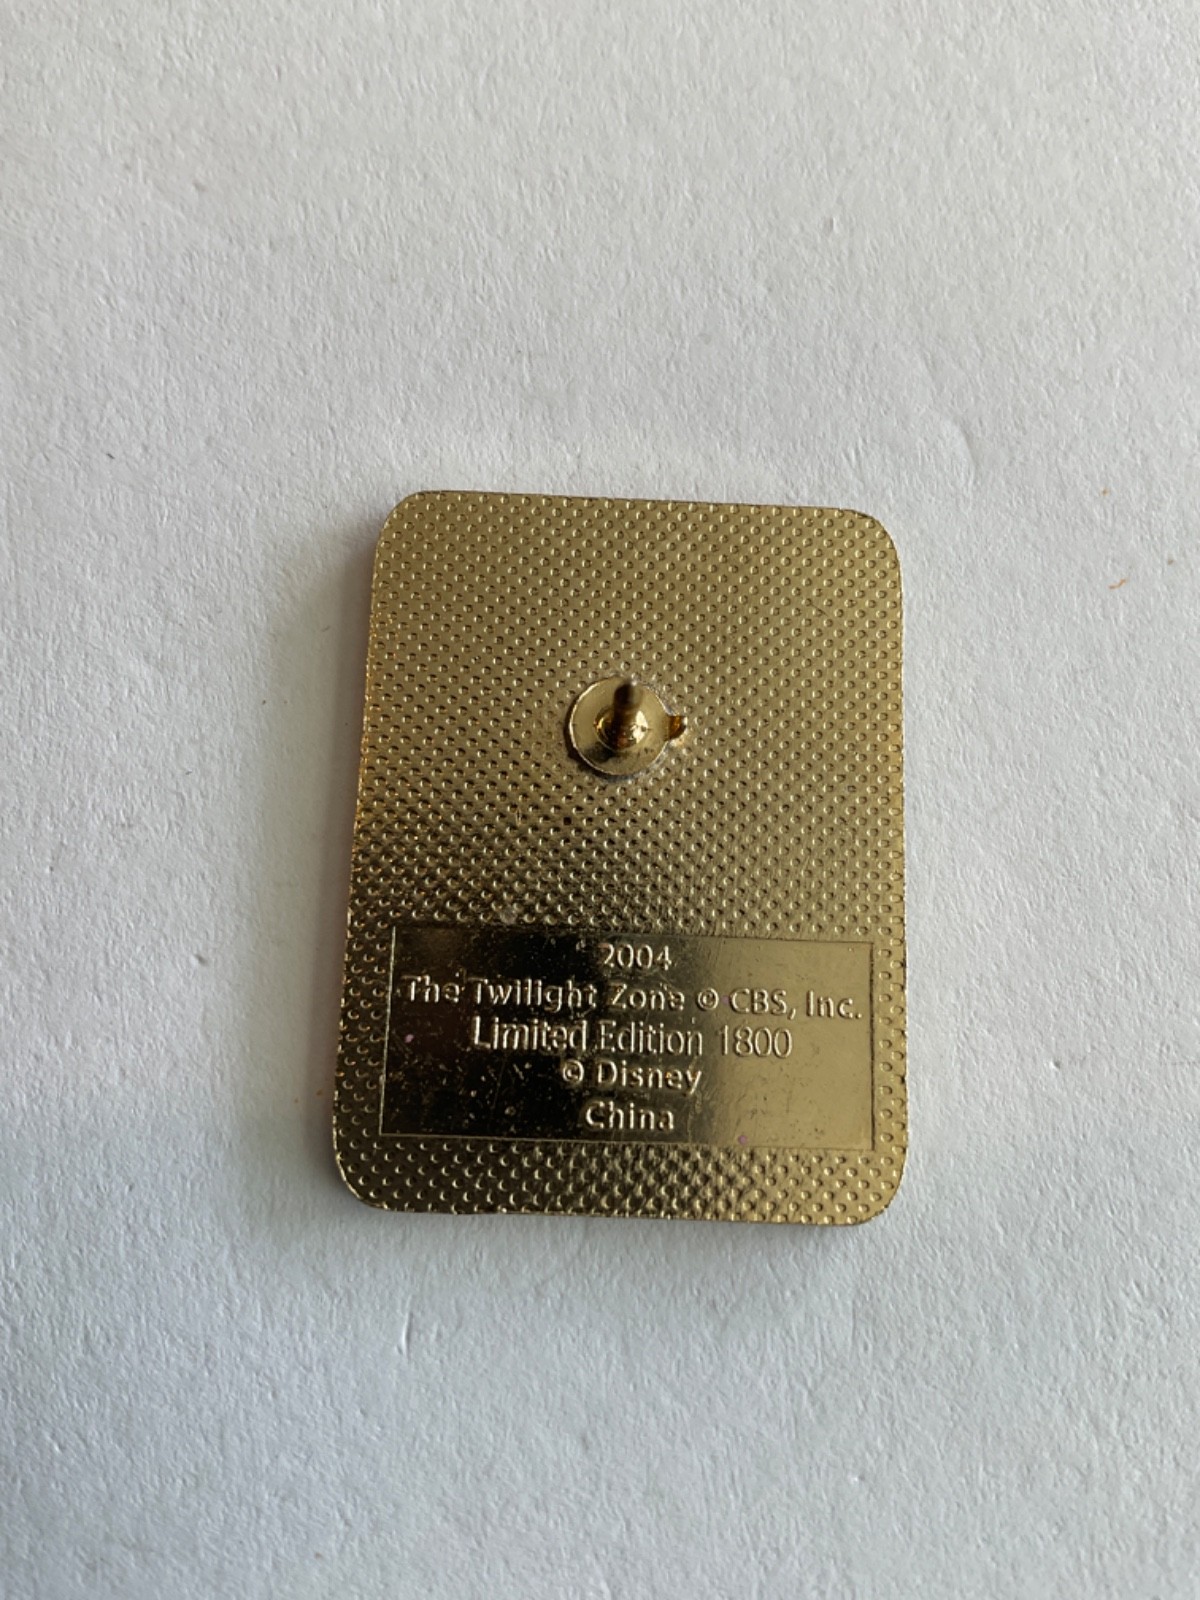 2004
The Twilight Zone © CBS, Inc.
Limited Edition 1800
© Disney
China